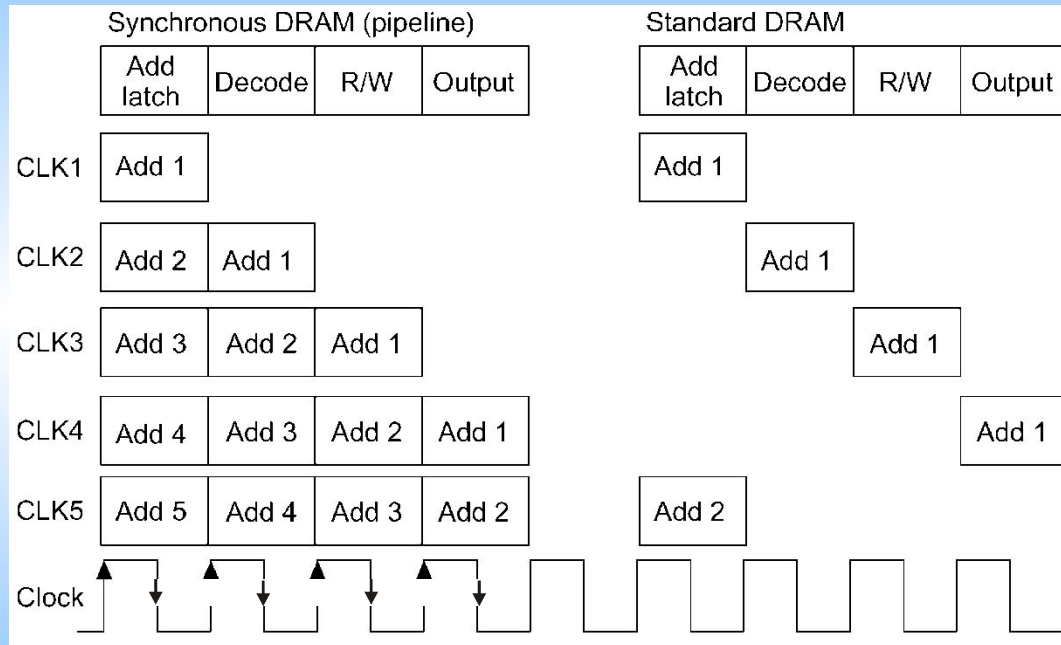 Synchronous DRAM (pipeline) Standard DRAM
Add latch Decode R/W Output Add latch Decode R/W Output
CLK1 Add 1 Add 1
CLK2 Add 2 Add 1 Add 1
CLK3 Add 3 Add 2 Add 1 Add 1
CLK4 Add 4 Add 3 Add 2 Add 1 Add 1
CLK5 Add 5 Add 4 Add 3 Add 2 Add 2
Clock